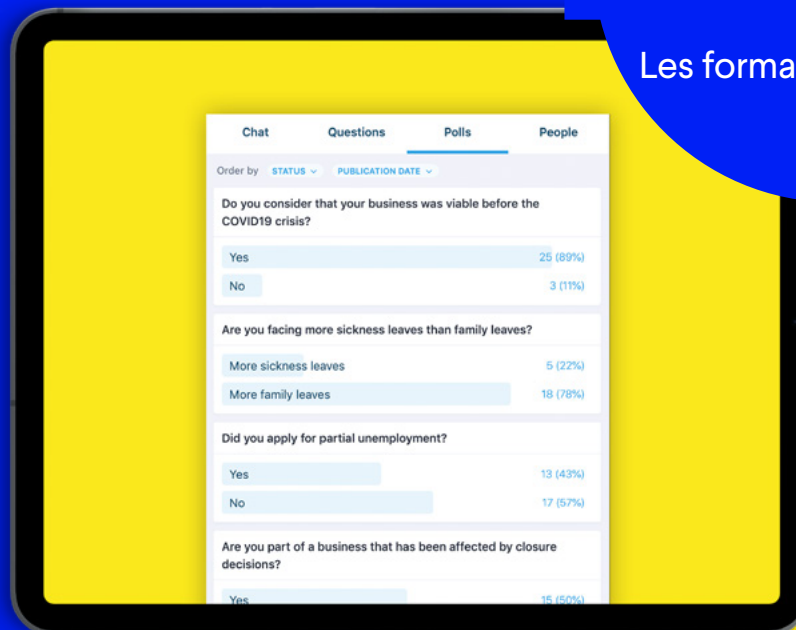 Les forma
Chat Questions Polls People
Order by STATUS PUBLICATION DATE
Do you consider that your business was viable before the
COVID19 crisis?
Yes 25 (89%)
No 3 (11%)
Are you facing more sickness leaves than family leaves?
More sickness leaves 5 (22%)
More family leaves 18 (78%)
Did you apply for partial unemployment?
Yes 13 (43%)
No 17 (57%)
Are you part of a business that has been affected by closure
decisions?
Yes 15 (50%)